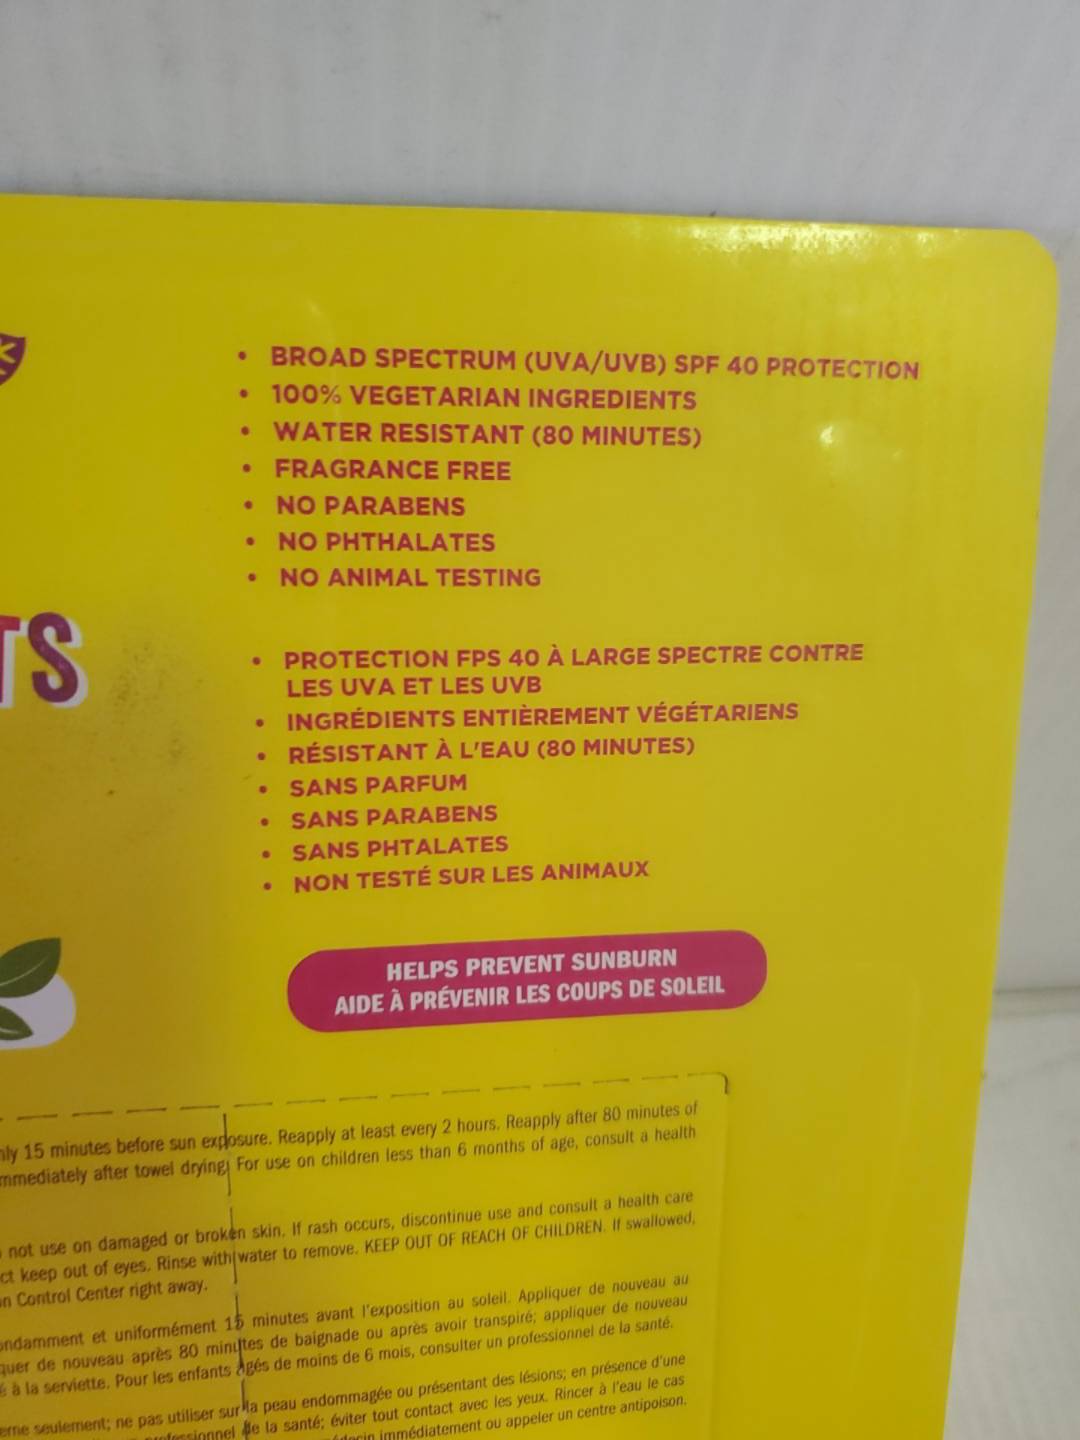 K
TS
• BROAD SPECTRUM (UVA/UVB) SPF 40 PROTECTION
• 100% VEGETARIAN INGREDIENTS
• WATER RESISTANT (80 MINUTES)
• FRAGRANCE FREE
• NO PARABENS
• NO PHTHALATES
• NO ANIMAL TESTING
• PROTECTION FPS 40 À LARGE SPECTRE CONTRE
LES UVA ET LES UVB
• INGRÉDIENTS ENTIÈREMENT VÉGÉTARIENS
• RÉSISTANT À L'EAU (80 MINUTES)
• SANS PARFUM
• SANS PARABENS
• SANS PHTALATES
• NON TESTÉ SUR LES ANIMAUX
HELPS PREVENT SUNBURN
AIDE À PRÉVENIR LES COUPS DE SOLEIL
15 minutes before sun exposure. Reapply at least every 2 hours. Reapply after 80 minutes of
mmediately after towel drying. For use on children less than 6 months of age, consult a health
not use on damaged or broken skin. If rash occurs, discontinue use and consult a health care
ct keep out of eyes. Rinse with water to remove. KEEP OUT OF REACH OF CHILDREN. If swallowed,
n Control Center right away.
ondamment et uniformément 15 minutes avant l'exposition au soleil. Appliquer de nouveau au
quer de nouveau après 80 minutes de baignade ou après avoir transpiré; appliquer de nouveau
é à la serviette. Pour les enfants âgés de moins de 6 mois, consulter un professionnel de la santé.
erne seulement; ne pas utiliser sur la peau endommagée ou présentant des lésions; en présence d'une
de la santé; éviter tout contact avec les yeux. Rincer à l'eau le cas
immédiatement ou appeler un centre antipoison.